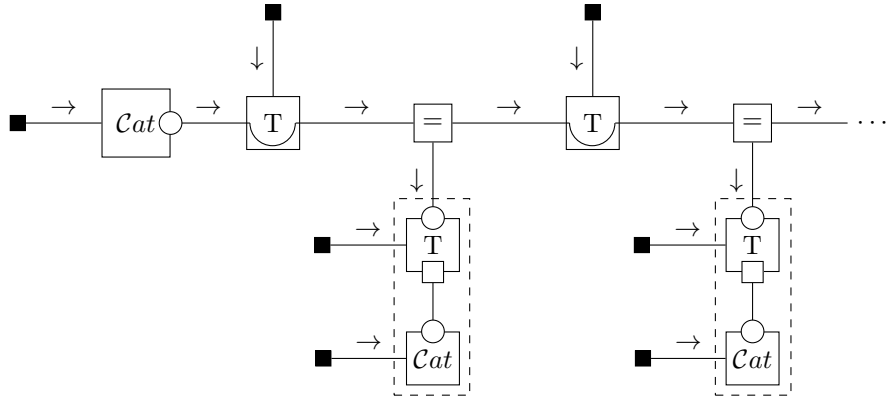 → → ↓ → → ↓ → →
Cat T = T = ⋯
↓ ↓
→ T → T
→ Cat → Cat